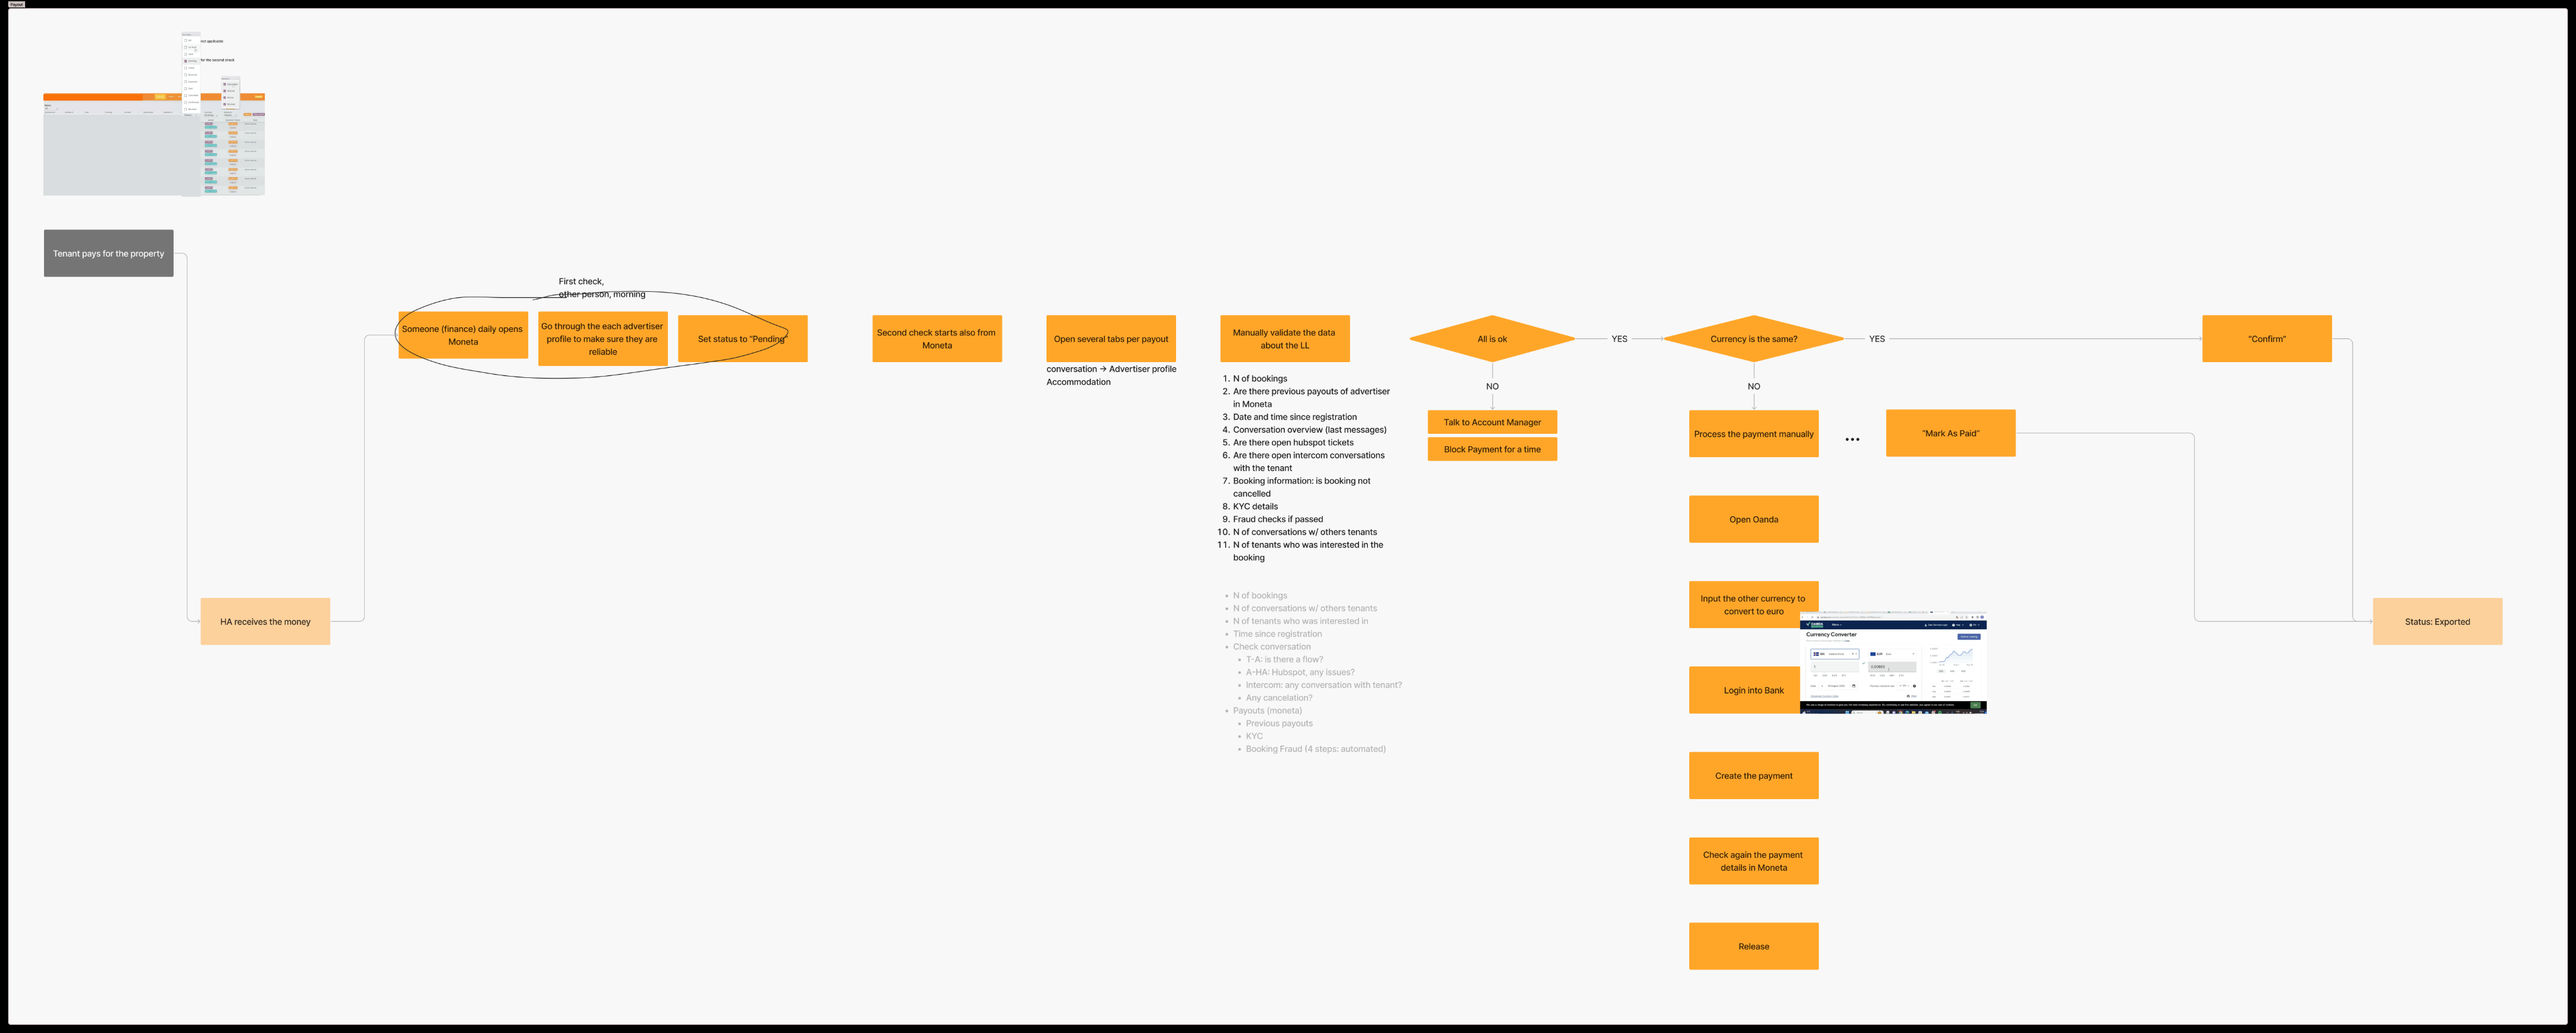 Payout
not applicable
for the second check
Tenant pays for the property
HA receives the money
First check,
other person, morning
Someone (finance) daily opens
Moneta
Go through the each advertiser
profile to make sure they are
reliable
Set status to "Pending"
Second check starts also from
Moneta
Open several tabs per payout
conversation → Advertiser profile
Accommodation
Manually validate the data
about the LL
1. N of bookings
2. Are there previous payouts of advertiser
in Moneta
3. Date and time since registration
4. Conversation overview (last messages)
5. Are there open hubspot tickets
6. Are there open intercom conversations
with the tenant
7. Booking information: is booking not
cancelled
8. KYC details
9. Fraud checks if passed
10. N of conversations w/ others tenants
11. N of tenants who was interested in the
booking
• N of bookings
• N of conversations w/ others tenants
• N of tenants who was interested in
• Time since registration
• Check conversation
• T-A: is there a flow?
• A-HA: Hubspot, any issues?
• Intercom: any conversation with tenant?
• Any cancelation?
• Payouts (moneta)
• Previous payouts
• KYC
• Booking Fraud (4 steps: automated)
All is ok
YES
NO
Talk to Account Manager
Block Payment for a time
Currency is the same?
YES
NO
Process the payment manually
...
"Mark As Paid"
Open Oanda
Input the other currency to
convert to euro
Currency Converter
Login into Bank
Create the payment
Check again the payment
details in Moneta
Release
"Confirm"
Status: Exported